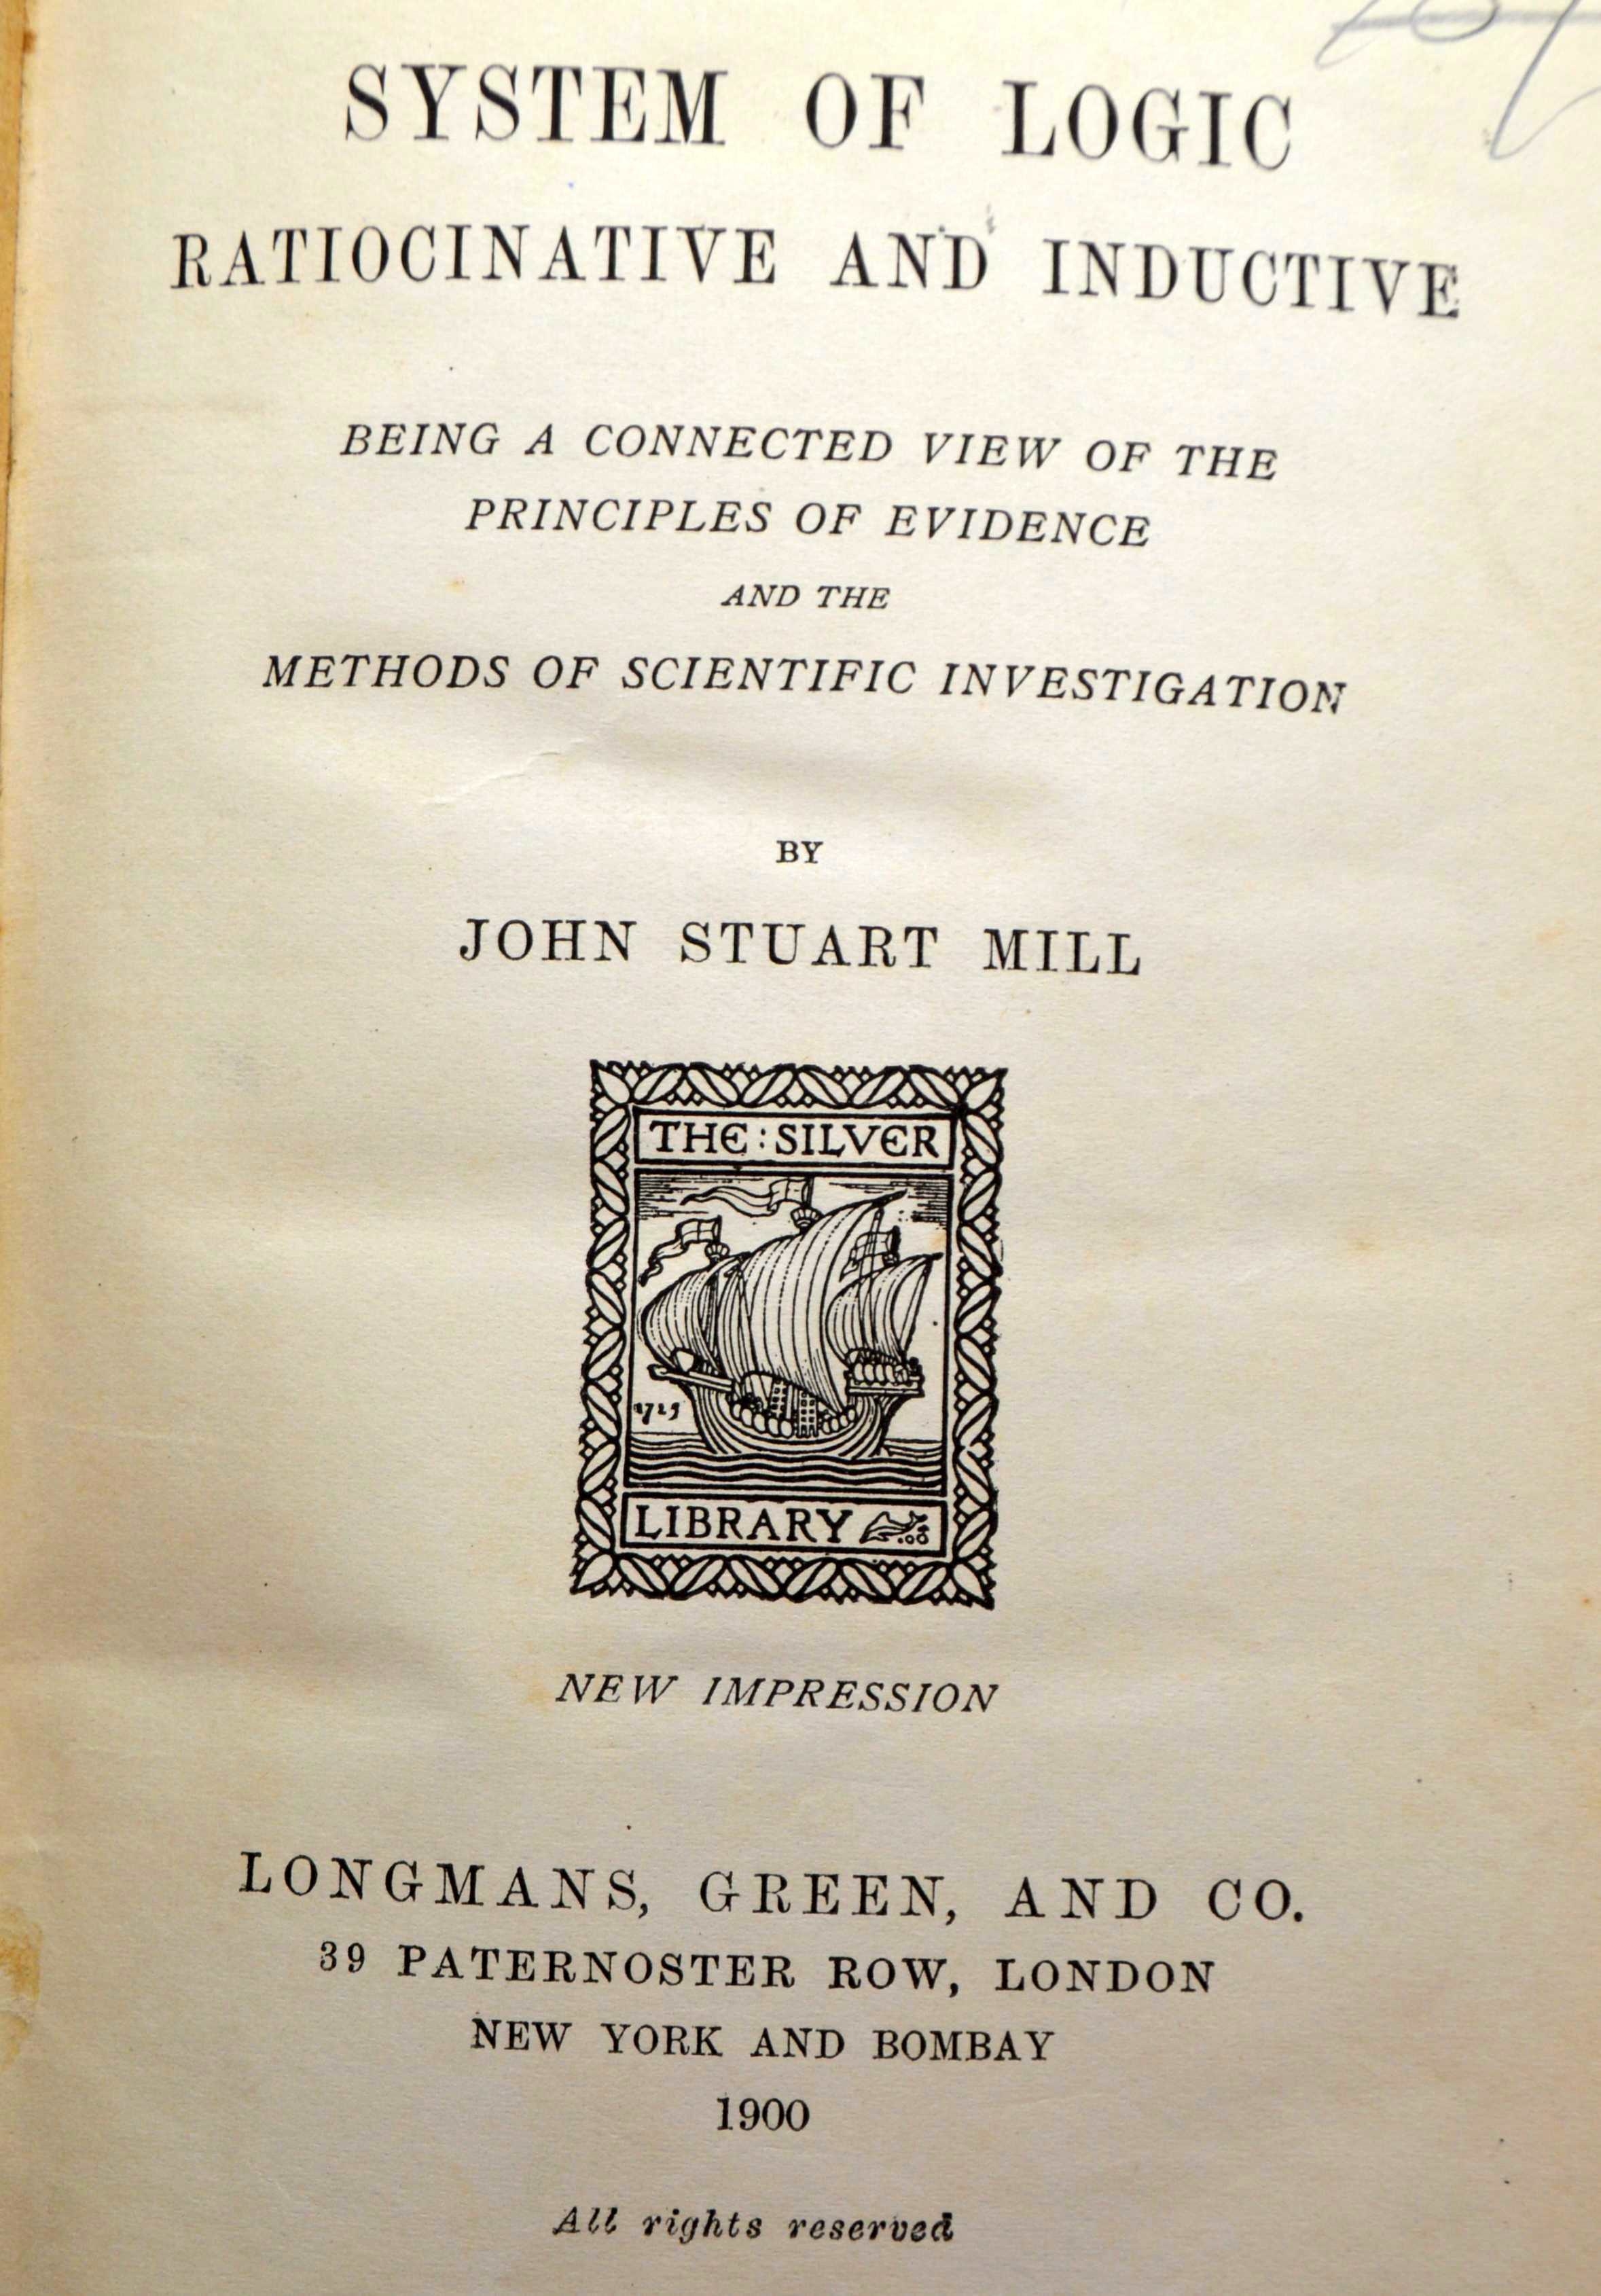 SYSTEM OF LOGIC
RATIOCINATIVE AND INDUCTIVE
BEING A CONNECTED VIEW OF THE
PRINCIPLES OF EVIDENCE
AND THE
METHODS OF SCIENTIFIC INVESTIGATION
BY
JOHN STUART MILL
THE:SILVER
LIBRARY
NEW IMPRESSION
LONGMANS, GREEN, AND CO.
39 PATERNOSTER ROW, LONDON
NEW YORK AND BOMBAY
1900
All rights reserved